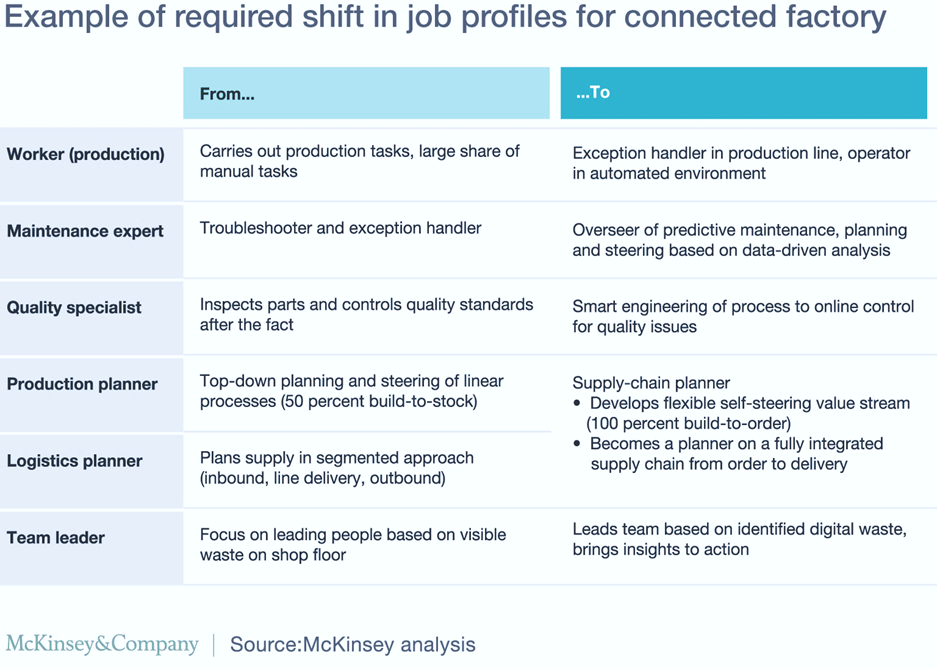 Example of required shift in job profiles for connected factory
From...
...To
Worker (production)
Carries out production tasks, large share of
manual tasks
Exception handler in production line, operator
in automated environment
Maintenance expert
Troubleshooter and exception handler
Overseer of predictive maintenance, planning
and steering based on data-driven analysis
Quality specialist
Inspects parts and controls quality standards
after the fact
Smart engineering of process to online control
for quality issues
Production planner
Top-down planning and steering of linear
processes (50 percent build-to-stock)
Supply-chain planner
• Develops flexible self-steering value stream
(100 percent build-to-order)
• Becomes a planner on a fully integrated
supply chain from order to delivery
Logistics planner
Plans supply in segmented approach
(inbound, line delivery, outbound)
Team leader
Focus on leading people based on visible
waste on shop floor
Leads team based on identified digital waste,
brings insights to action
McKinsey&Company | Source:McKinsey analysis